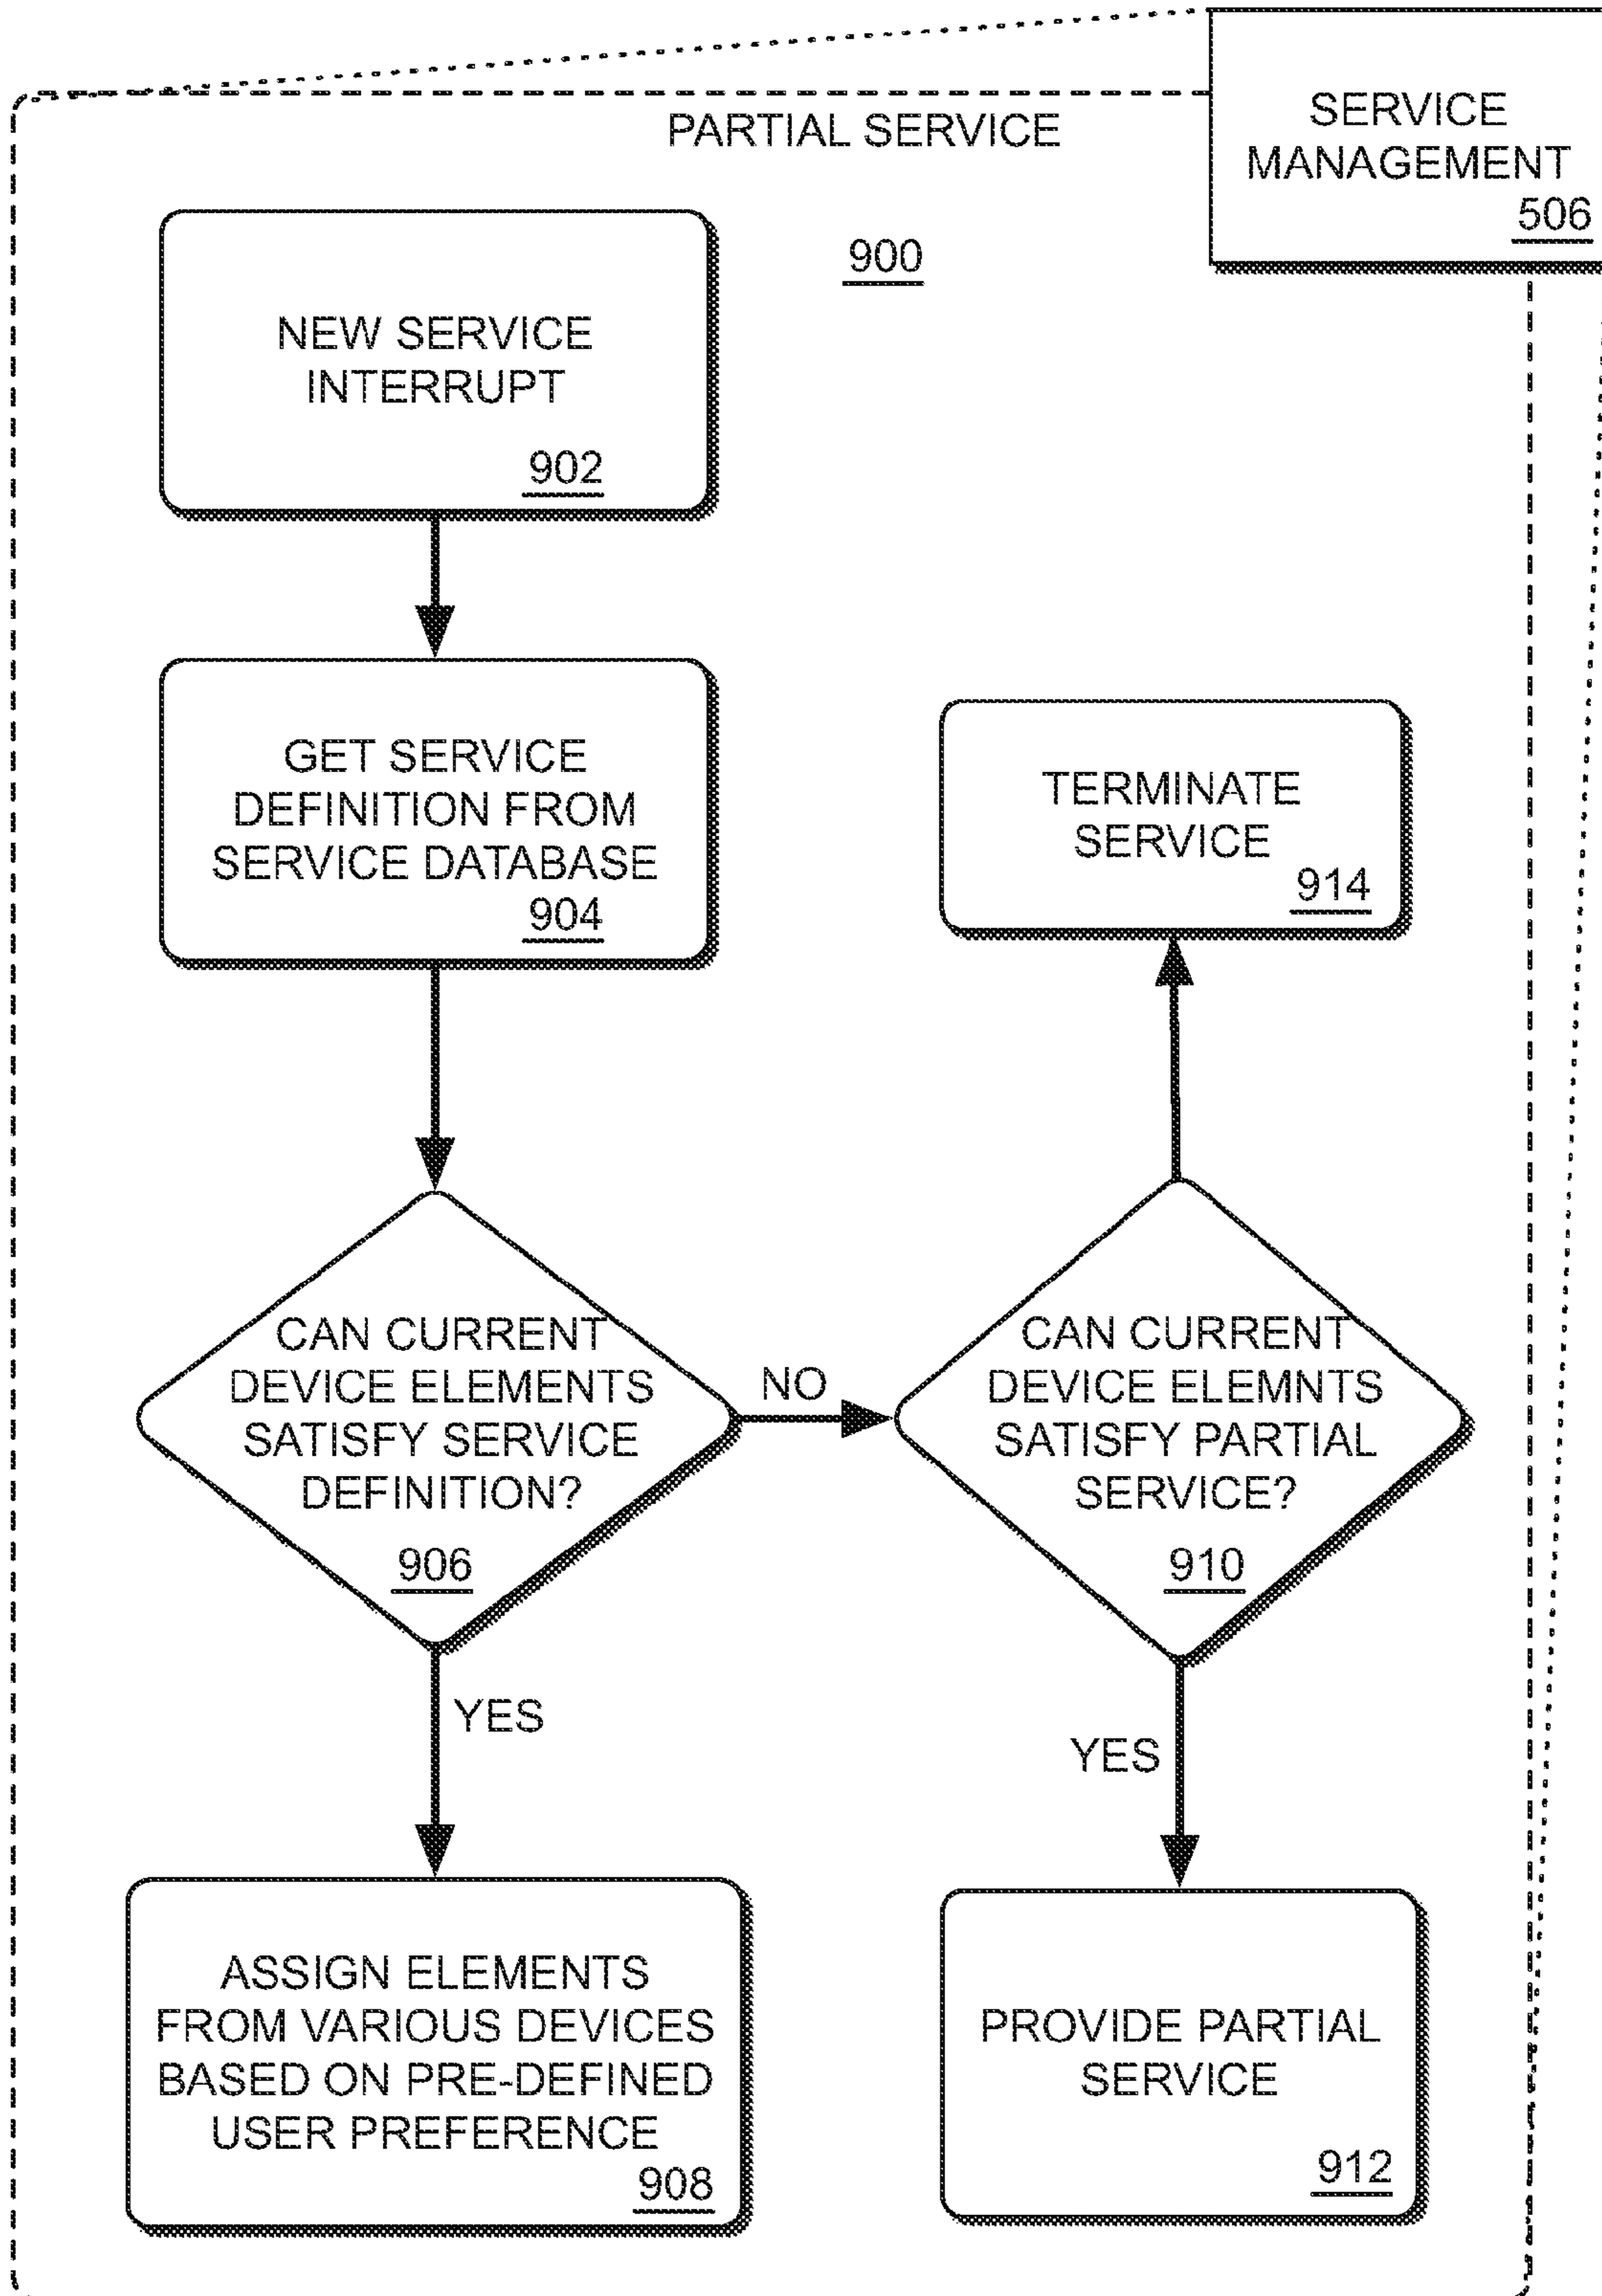 PARTIAL SERVICE
SERVICE
MANAGEMENT
506
900
NEW SERVICE
INTERRUPT
902
GET SERVICE
DEFINITION FROM
SERVICE DATABASE
904
TERMINATE
SERVICE
914
CAN CURRENT
DEVICE ELEMENTS
SATISFY SERVICE
DEFINITION?
906
NO
CAN CURRENT
DEVICE ELEMNTS
SATISFY PARTIAL
SERVICE?
910
YES
YES
ASSIGN ELEMENTS
FROM VARIOUS DEVICES
BASED ON PRE-DEFINED
USER PREFERENCE
908
PROVIDE PARTIAL
SERVICE
912